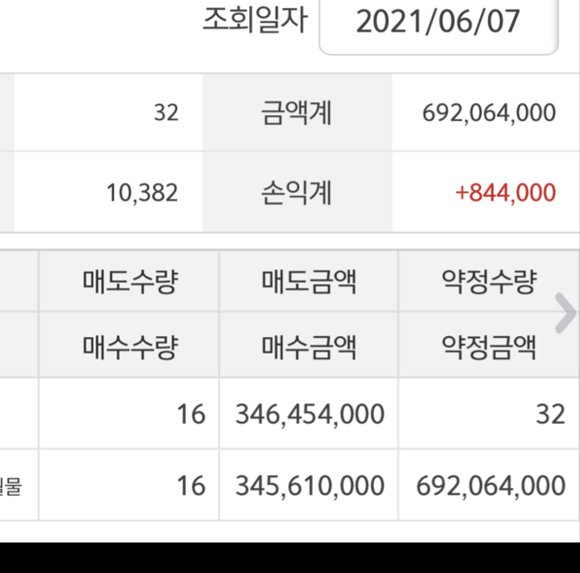 조회일자 2021/06/07
32 금액계 692,064,000
10,382 손익계 +844,000
매도수량 매도금액 약정수량
매수수량 매수금액 약정금액
16 346,454,000 32
물 16 345,610,000 692,064,000